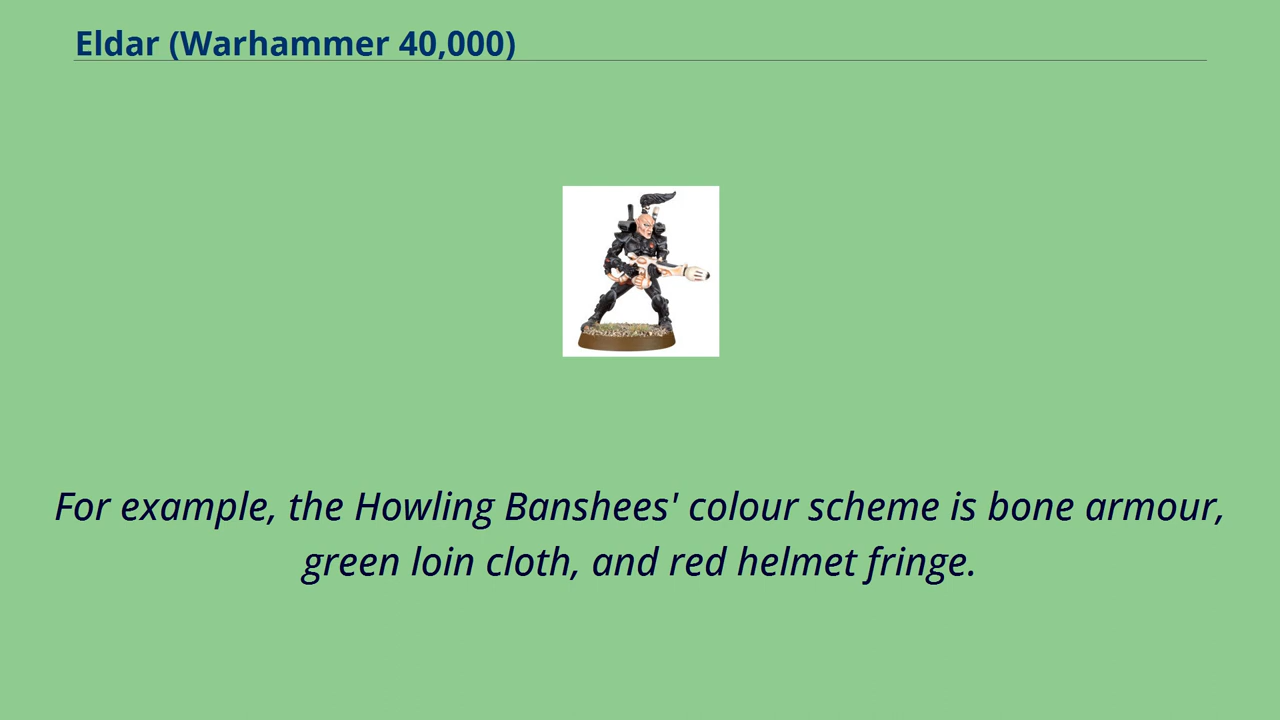 Eldar (Warhammer 40,000)
For example, the Howling Banshees' colour scheme is bone armour,
green loin cloth, and red helmet fringe.